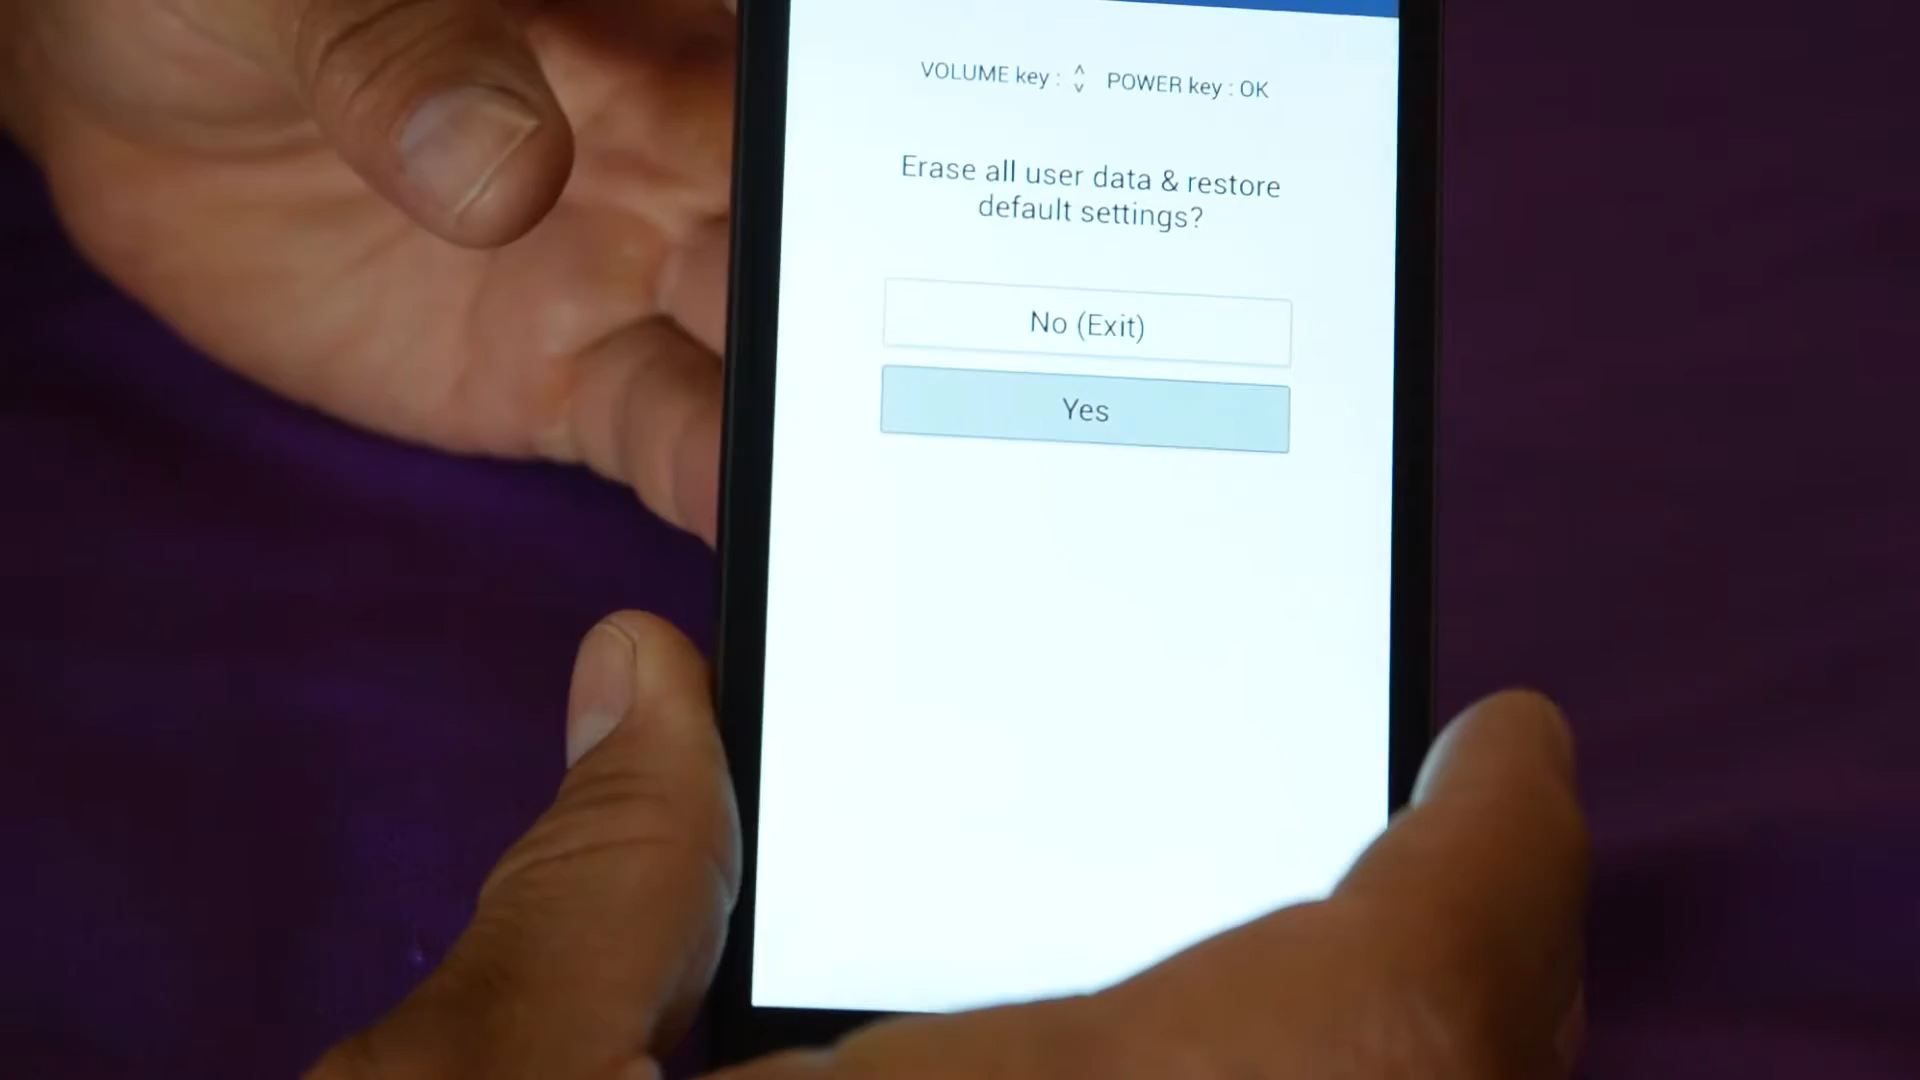 VOLUME key : ^ v POWER key : OK
Erase all user data & restore
default settings?
No (Exit)
Yes